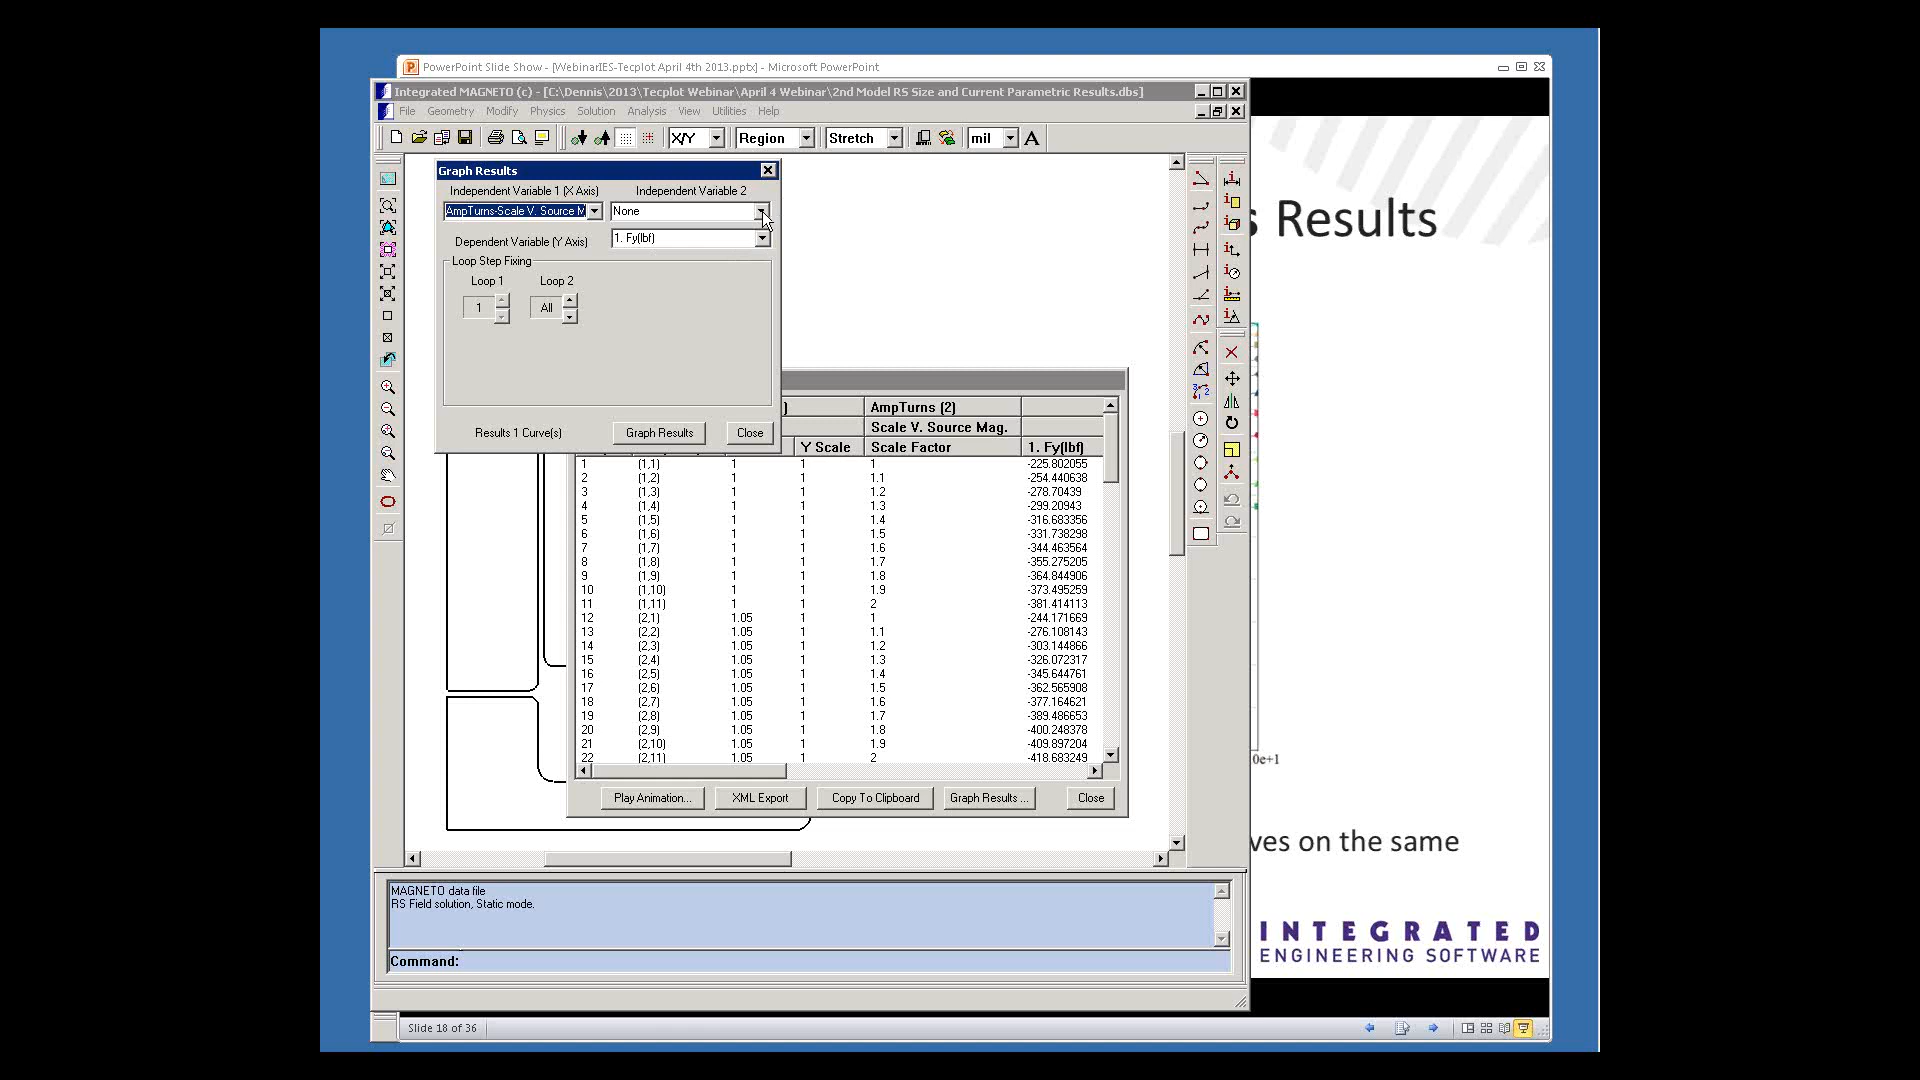 PowerPoint Slide Show - [WebinarIES-Tecplot April 4th 2013.pptx] - Microsoft PowerPoint
Integrated MAGNETO (c) - [C:\Dennis\2013\Tecplot Webinar\April 4 Webinar\2nd Model RS Size and Current Parametric Results.dbs]
File Geometry Modify Physics Solution Analysis View Utilities Help
X/Y Region Stretch mil A
Graph Results
Independent Variable 1 (X Axis) Independent Variable 2
AmpTurns-Scale V. Source M None
Dependent Variable (Y Axis) 1. Fy(lbf)
Loop Step Fixing
Loop 1 Loop 2
1 All
Results 1 Curve(s) Graph Results Close
s Results
) AmpTurns (2)
Scale V. Source Mag.
Y Scale Scale Factor 1. Fy(lbf)
1 (1,1) 1 1 1 -225.802055
2 (1,2) 1 1 1.1 -254.440638
3 (1,3) 1 1 1.2 -278.70439
4 (1,4) 1 1 1.3 -299.20943
5 (1,5) 1 1 1.4 -316.683356
6 (1,6) 1 1 1.5 -331.738298
7 (1,7) 1 1 1.6 -344.463564
8 (1,8) 1 1 1.7 -355.275205
9 (1,9) 1 1 1.8 -364.844906
10 (1,10) 1 1 1.9 -373.495259
11 (1,11) 1 1 2 -381.414113
12 (2,1) 1.05 1 1 -244.171669
13 (2,2) 1.05 1 1.1 -276.108143
14 (2,3) 1.05 1 1.2 -303.144866
15 (2,4) 1.05 1 1.3 -326.072317
16 (2,5) 1.05 1 1.4 -345.644761
17 (2,6) 1.05 1 1.5 -362.565908
18 (2,7) 1.05 1 1.6 -377.164621
19 (2,8) 1.05 1 1.7 -389.486653
20 (2,9) 1.05 1 1.8 -400.248378
21 (2,10) 1.05 1 1.9 -409.897204
22 (2,11) 1.05 1 2 -418.683249
Play Animation... XML Export Copy To Clipboard Graph Results ... Close
0e+1
ves on the same
MAGNETO data file
RS Field solution, Static mode.
Command:
INTEGRATED
ENGINEERING SOFTWARE
Slide 18 of 36